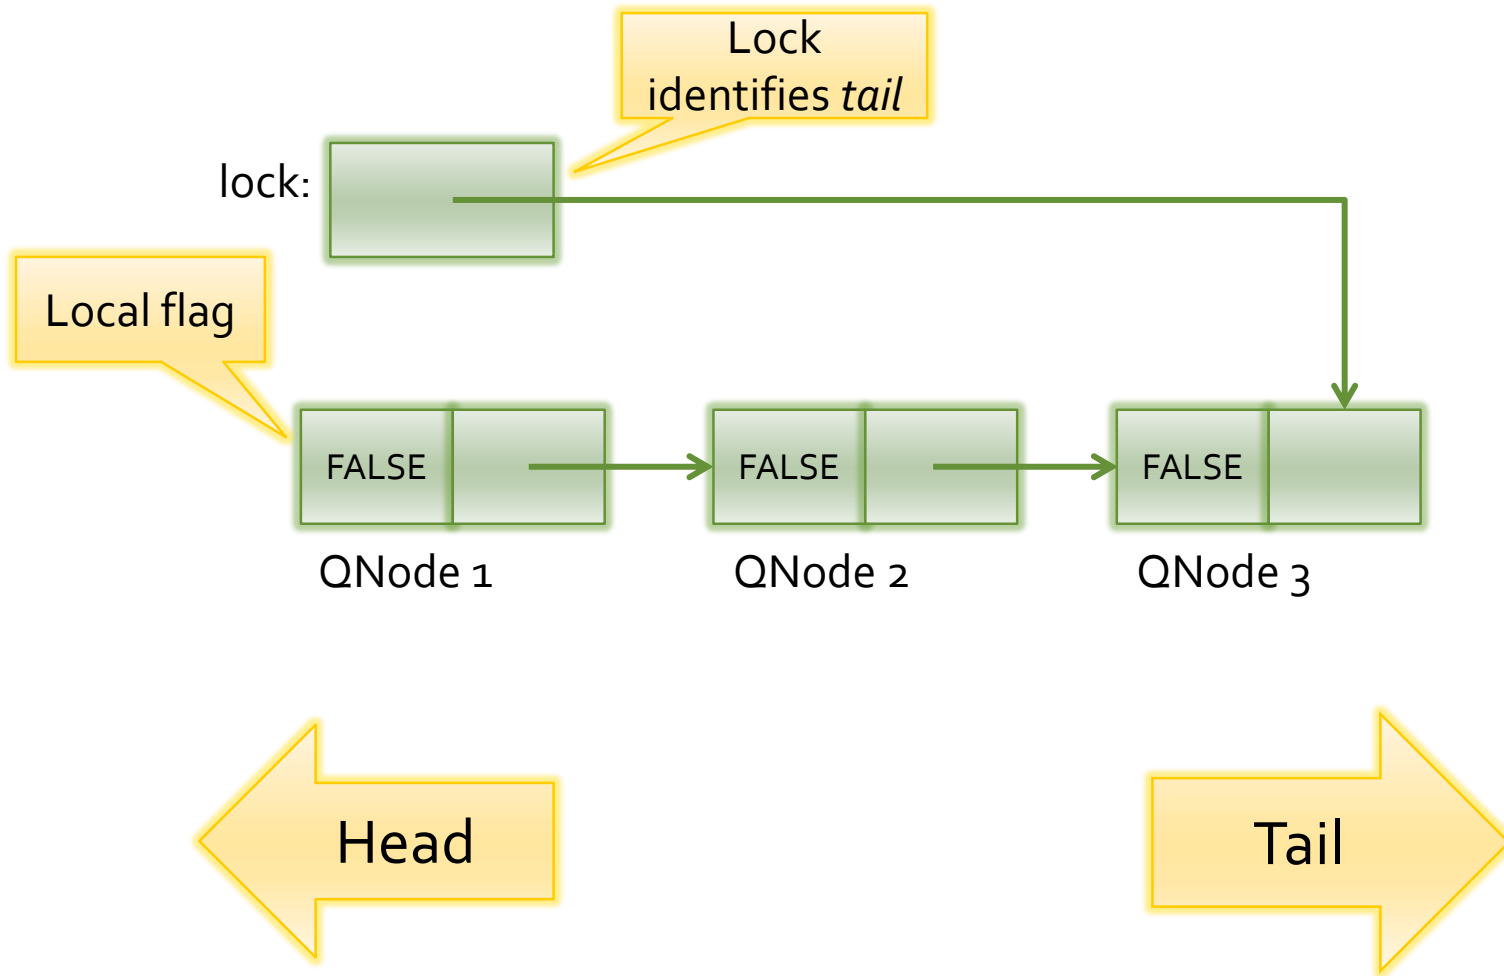 Lock
identifies tail
lock:
Local flag
FALSE
FALSE
FALSE
QNode 1
QNode 2
QNode 3
Head
Tail